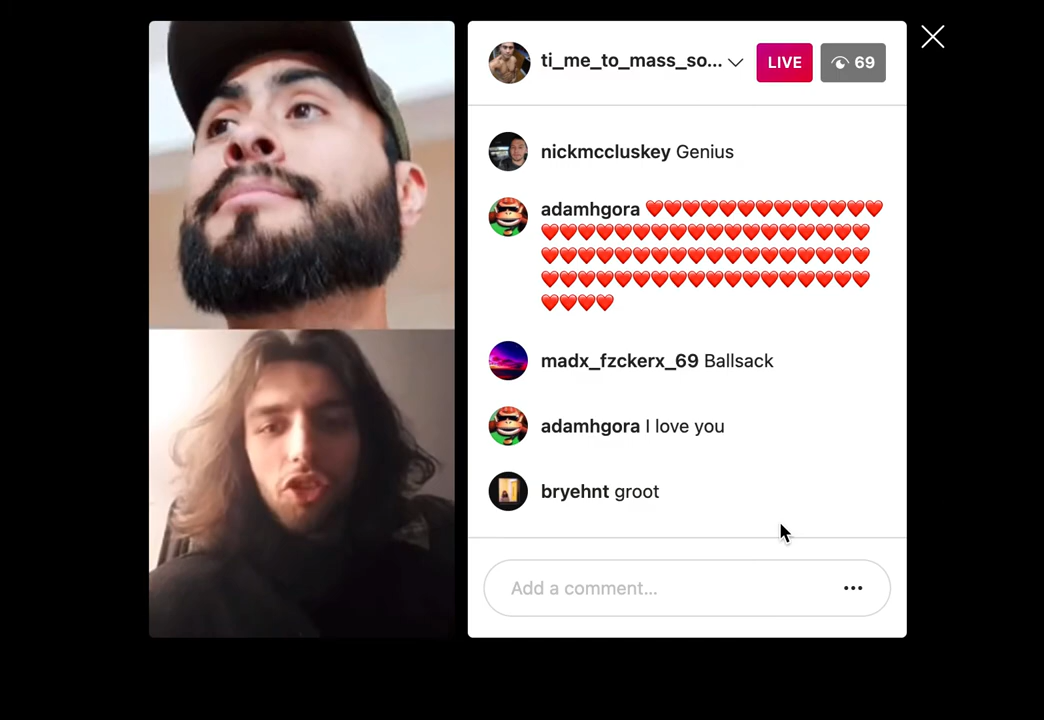 ti_me_to_mass_so... LIVE 69
nickmccluskey Genius
adamhgora ❤️❤️❤️❤️❤️❤️❤️❤️❤️❤️❤️❤️❤️
❤️❤️❤️❤️❤️❤️❤️❤️❤️❤️❤️❤️❤️❤️❤️❤️❤️❤️
❤️❤️❤️❤️❤️❤️❤️❤️❤️❤️❤️❤️❤️❤️❤️❤️❤️❤️
❤️❤️❤️❤️❤️❤️❤️❤️❤️❤️❤️❤️❤️❤️❤️❤️❤️❤️
❤️❤️❤️❤️
madx_fzckerx_69 Ballsack
adamhgora I love you
bryehnt groot
Add a comment...